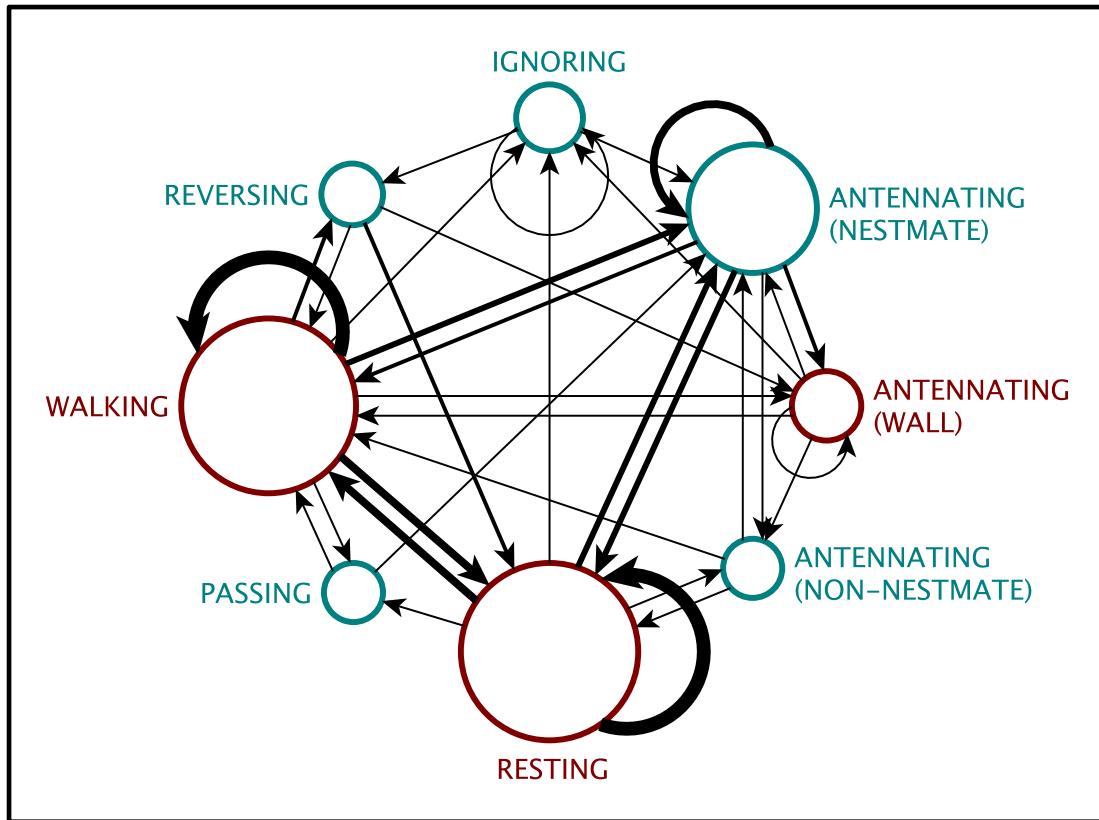 IGNORING
REVERSING
ANTENNATING
(NESTMATE)
WALKING
ANTENNATING
(WALL)
PASSING
ANTENNATING
(NON-NESTMATE)
RESTING